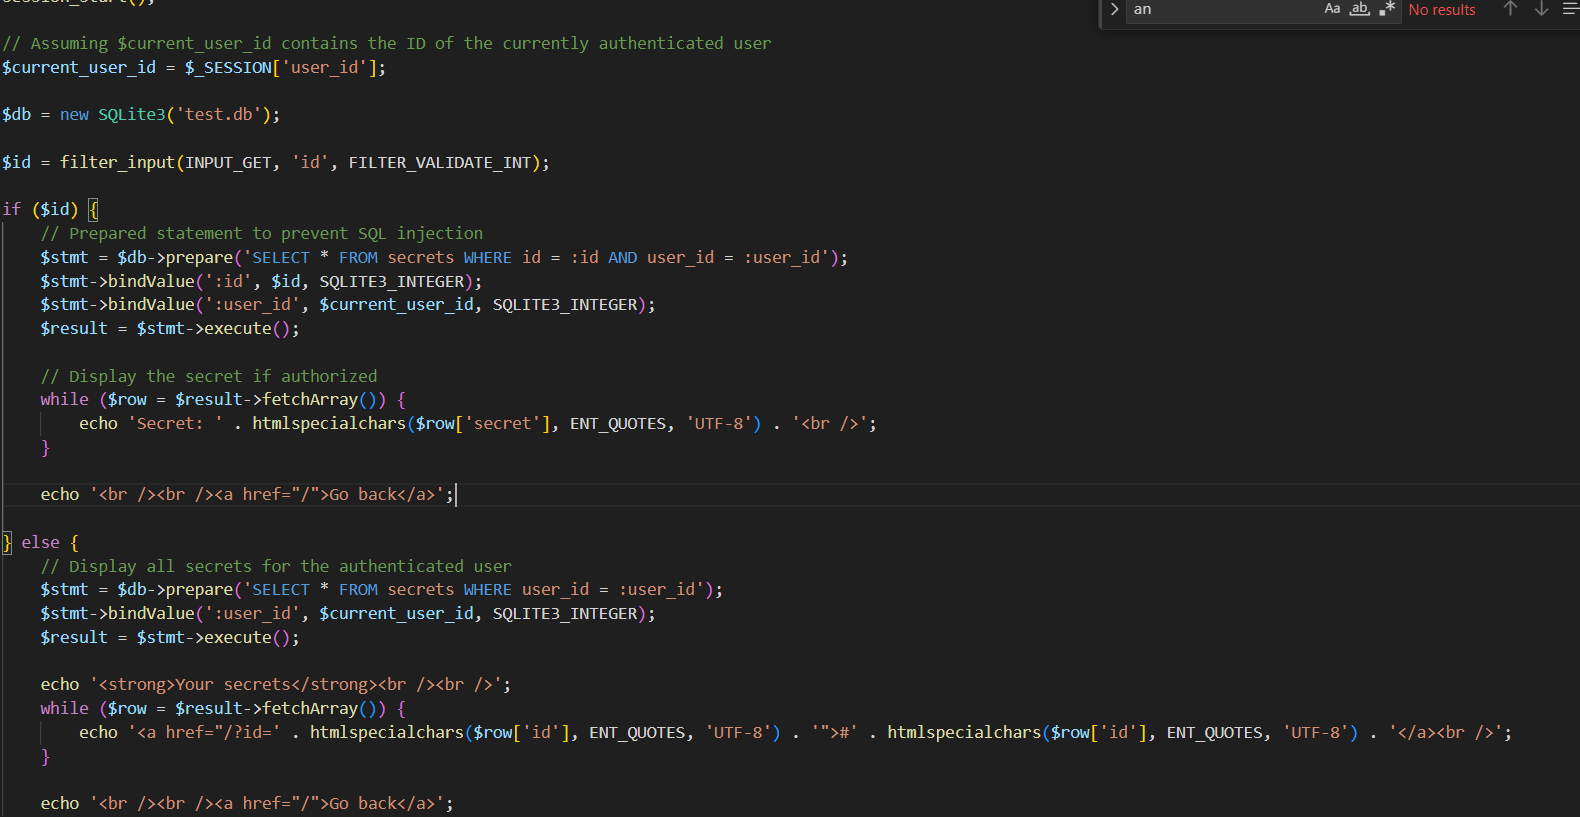 session_start();
an
Aa ab .* No results
// Assuming $current_user_id contains the ID of the currently authenticated user
$current_user_id = $_SESSION['user_id'];
$db = new SQLite3('test.db');
$id = filter_input(INPUT_GET, 'id', FILTER_VALIDATE_INT);
if ($id) {
    // Prepared statement to prevent SQL injection
    $stmt = $db->prepare('SELECT * FROM secrets WHERE id = :id AND user_id = :user_id');
    $stmt->bindValue(':id', $id, SQLITE3_INTEGER);
    $stmt->bindValue(':user_id', $current_user_id, SQLITE3_INTEGER);
    $result = $stmt->execute();
    // Display the secret if authorized
    while ($row = $result->fetchArray()) {
        echo 'Secret: ' . htmlspecialchars($row['secret'], ENT_QUOTES, 'UTF-8') . '<br />';
    }
    echo '<br /><br /><a href="/">Go back</a>';
} else {
    // Display all secrets for the authenticated user
    $stmt = $db->prepare('SELECT * FROM secrets WHERE user_id = :user_id');
    $stmt->bindValue(':user_id', $current_user_id, SQLITE3_INTEGER);
    $result = $stmt->execute();
    echo '<strong>Your secrets</strong><br /><br />';
    while ($row = $result->fetchArray()) {
        echo '<a href="/?id=' . htmlspecialchars($row['id'], ENT_QUOTES, 'UTF-8') . '">#' . htmlspecialchars($row['id'], ENT_QUOTES, 'UTF-8') . '</a><br />';
    }
    echo '<br /><br /><a href="/">Go back</a>';